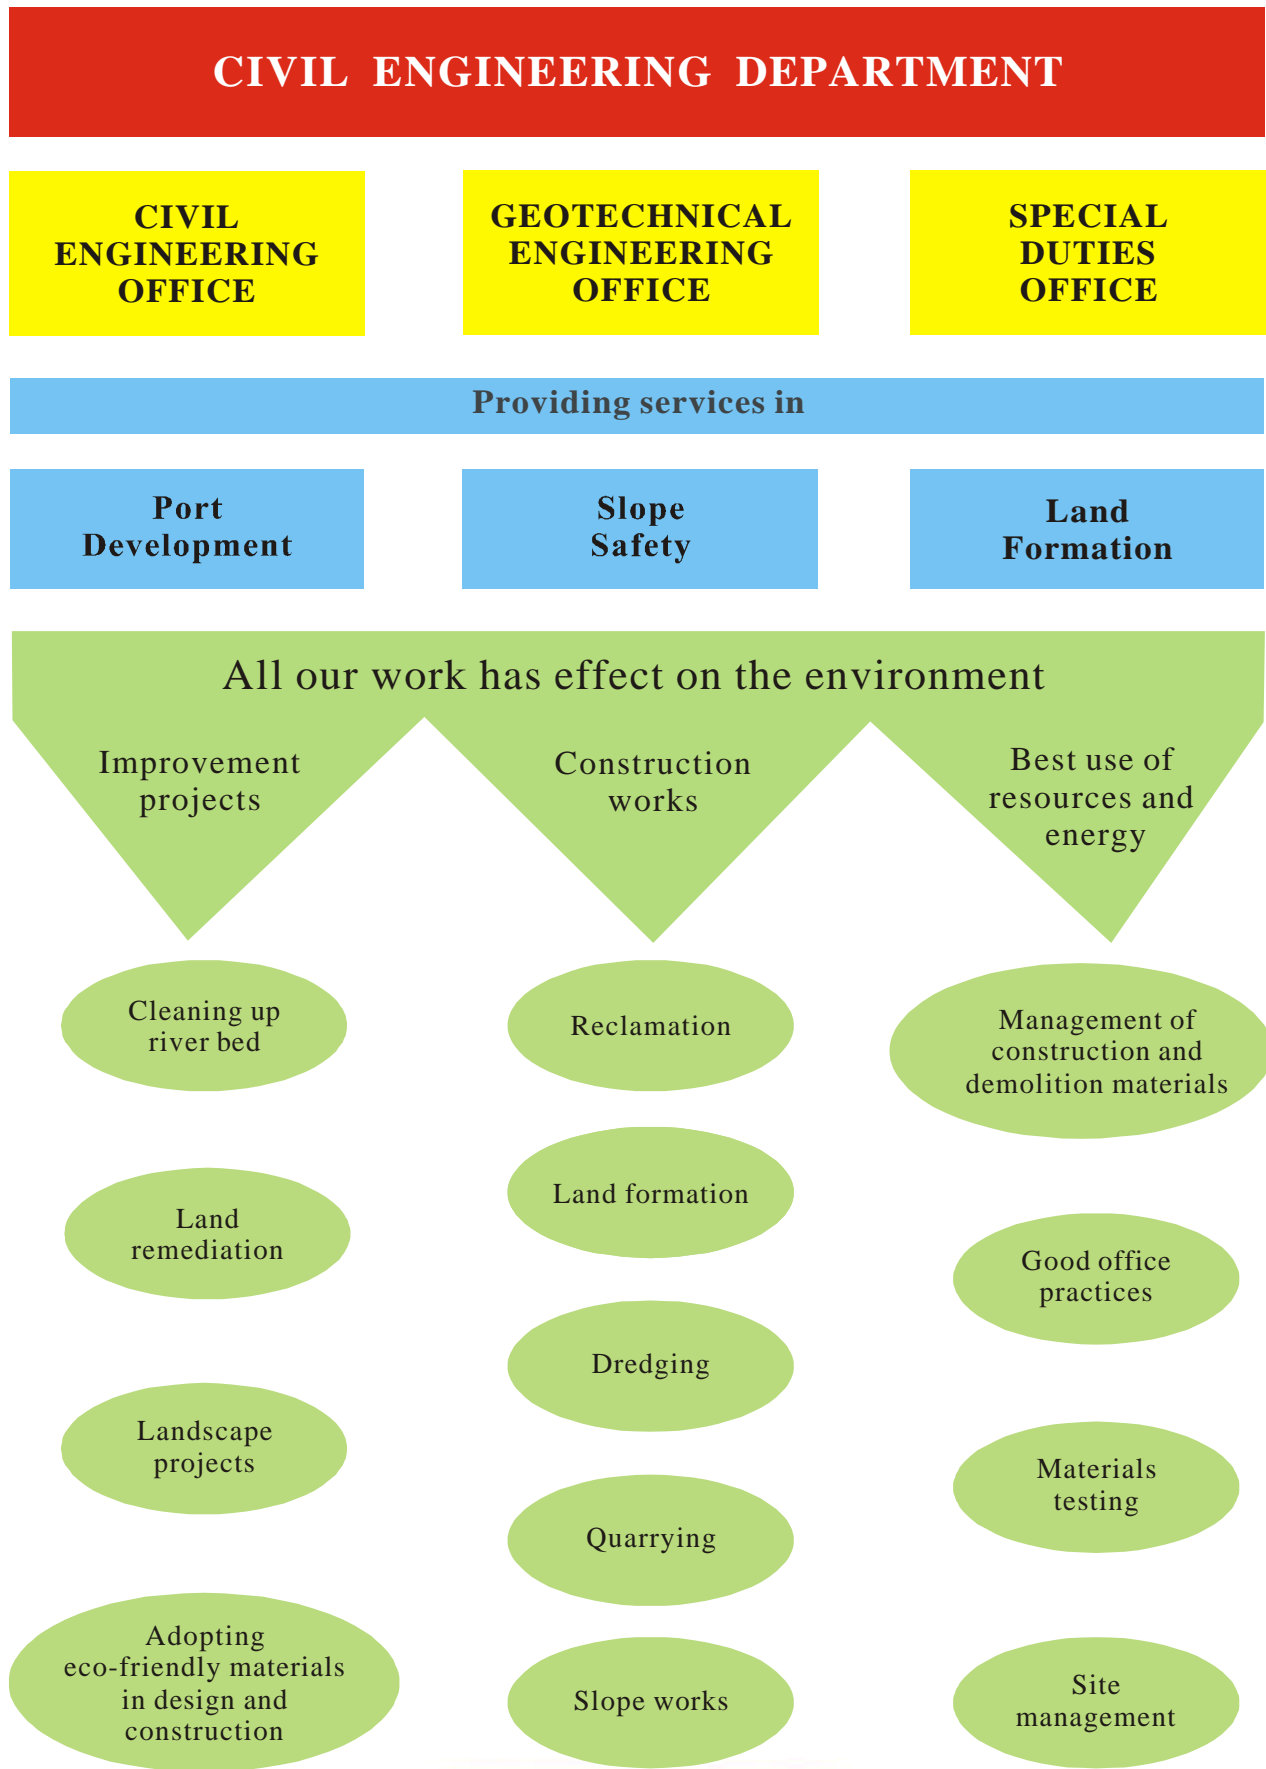 CIVIL ENGINEERING DEPARTMENT
CIVIL
ENGINEERING
OFFICE
GEOTECHNICAL
ENGINEERING
OFFICE
SPECIAL
DUTIES
OFFICE
Providing services in
Port
Development
Slope
Safety
Land
Formation
All our work has effect on the environment
Improvement
projects
Construction
works
Best use of
resources and
energy
Cleaning up
river bed
Land
remediation
Landscape
projects
Adopting
eco-friendly materials
in design and
construction
Reclamation
Land formation
Dredging
Quarrying
Slope works
Management of
construction and
demolition materials
Good office
practices
Materials
testing
Site
management